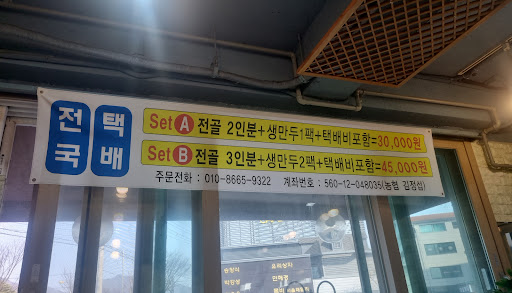 전국 택배
Set A 전골 2인분+생만두1팩+택배비포함=30,000원
Set B 전골 3인분+생만두2팩+택배비포함=45,000원
주문전화 : 010-8665-9322 계좌번호 : 560-12-048035(농협 김정섭)